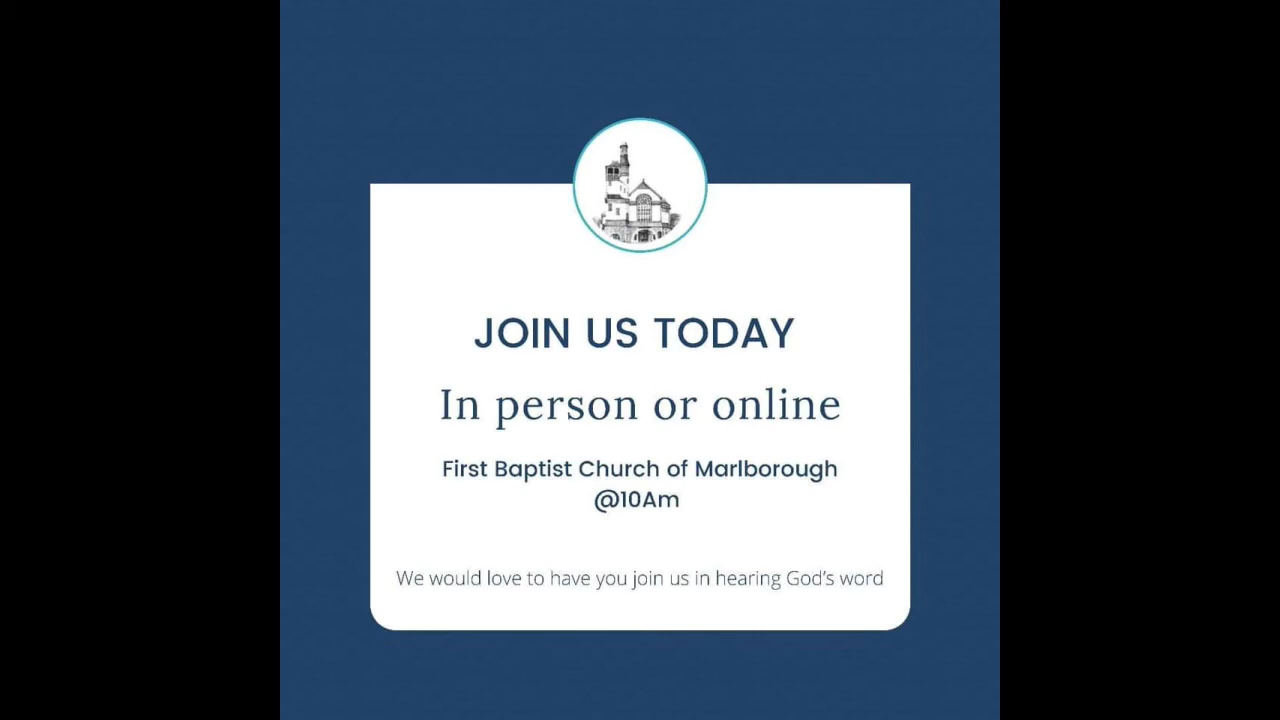 JOIN US TODAY
In person or online
First Baptist Church of Marlborough
@10Am
We would love to have you join us in hearing God's word